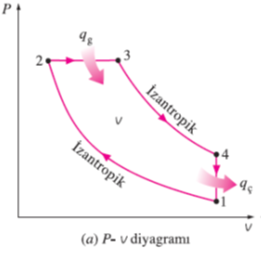 P
q_g
2
3
İzantropik
v
4
İzantropik
q_ç
1
v
(a) P- v diyagramı